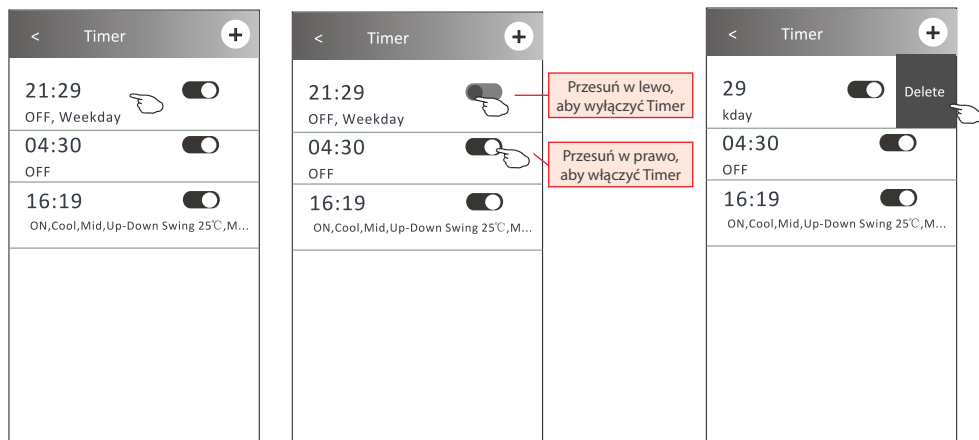 < Timer +
21:29
OFF, Weekday
04:30
OFF
16:19
ON,Cool,Mid,Up-Down Swing 25℃,M...
< Timer +
21:29
OFF, Weekday
04:30
OFF
16:19
ON,Cool,Mid,Up-Down Swing 25℃,M...
Przesuń w lewo,
aby wyłączyć Timer
Przesuń w prawo,
aby włączyć Timer
< Timer +
29
kday
Delete
04:30
OFF
16:19
ON,Cool,Mid,Up-Down Swing 25℃,M...